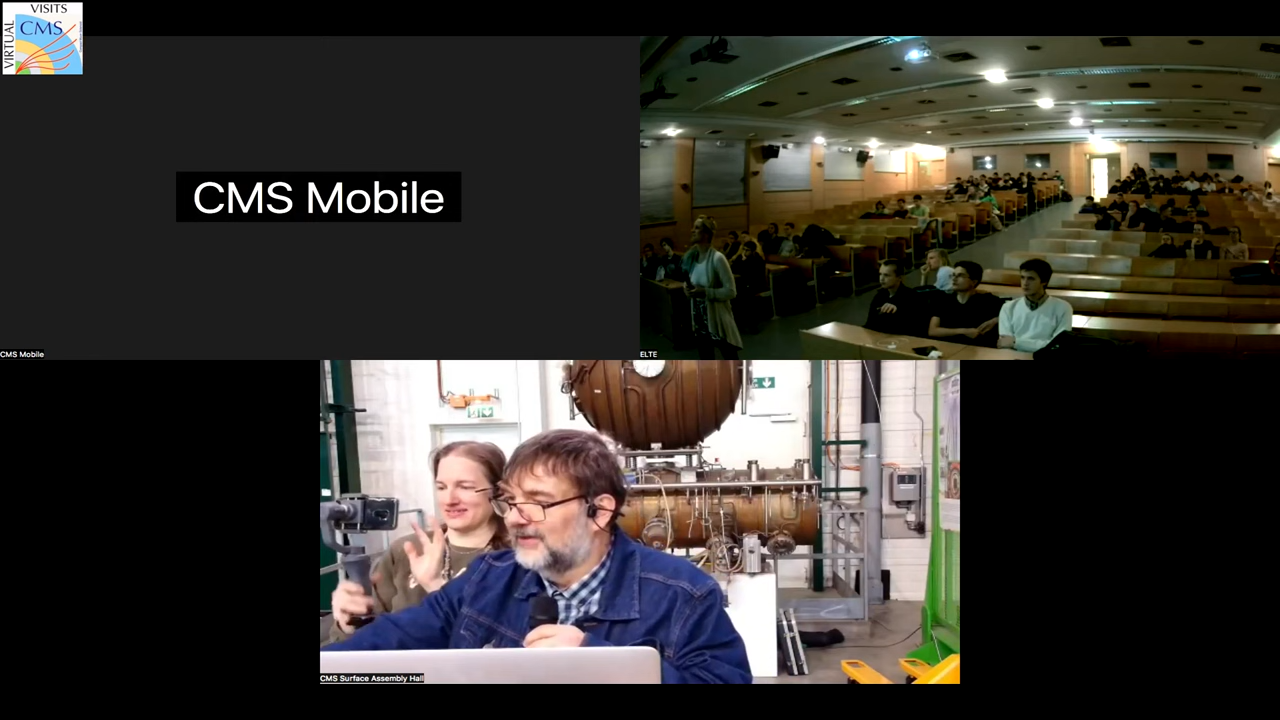 VISITS
VIRTUAL
CMS
CMS Mobile
CMS Mobile
ELTE
CMS Surface Assembly Hall